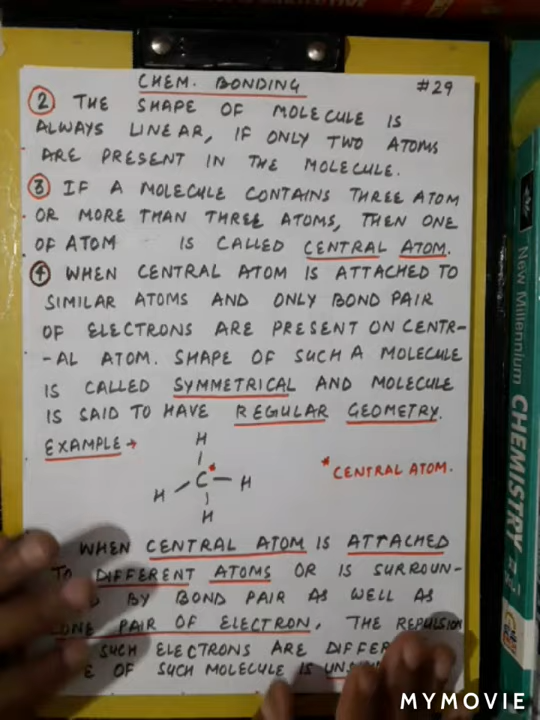 CHEM. BONDING #29
② THE SHAPE OF MOLECULE IS
ALWAYS LINEAR, IF ONLY TWO ATOMS
ARE PRESENT IN THE MOLECULE.
③ IF A MOLECULE CONTAINS THREE ATOM
OR MORE THAN THREE ATOMS, THEN ONE
OF ATOM IS CALLED CENTRAL ATOM.
④ WHEN CENTRAL ATOM IS ATTACHED TO
SIMILAR ATOMS AND ONLY BOND PAIR
OF ELECTRONS ARE PRESENT ON CENTR-
-AL ATOM. SHAPE OF SUCH A MOLECULE
IS CALLED SYMMETRICAL AND MOLECULE
IS SAID TO HAVE REGULAR GEOMETRY.
EXAMPLE →
H
H C* H
H
*CENTRAL ATOM.
WHEN CENTRAL ATOM IS ATTACHED
TO DIFFERENT ATOMS OR IS SURROUN-
BY BOND PAIR AS WELL AS
LONE PAIR OF ELECTRON, THE REPULSION
SUCH ELECTRONS ARE
OF SUCH MOLECULE IS
New Millennium CHEMISTRY
MYMOVIE